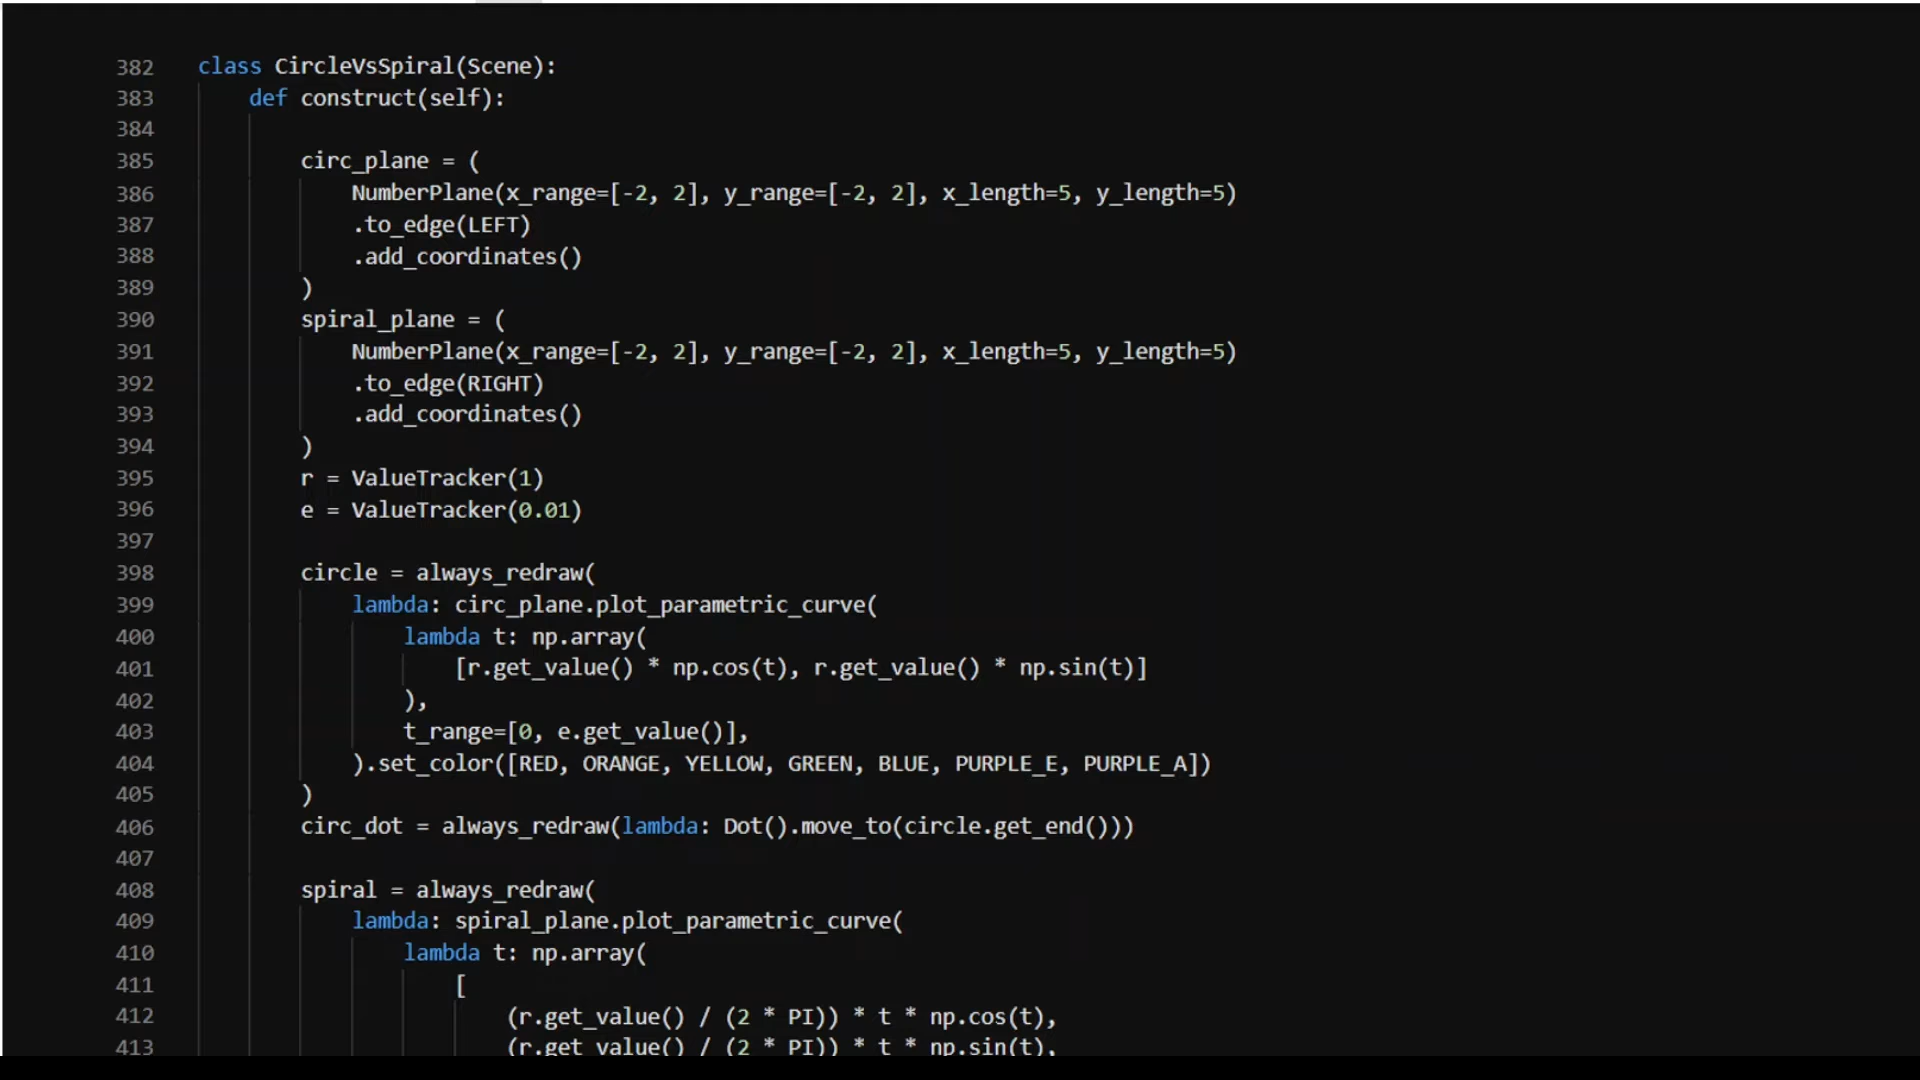 382 class CircleVsSpiral(Scene):
383 def construct(self):
384
385 circ_plane = (
386 NumberPlane(x_range=[-2, 2], y_range=[-2, 2], x_length=5, y_length=5)
387 .to_edge(LEFT)
388 .add_coordinates()
389 )
390 spiral_plane = (
391 NumberPlane(x_range=[-2, 2], y_range=[-2, 2], x_length=5, y_length=5)
392 .to_edge(RIGHT)
393 .add_coordinates()
394 )
395 r = ValueTracker(1)
396 e = ValueTracker(0.01)
397
398 circle = always_redraw(
399 lambda: circ_plane.plot_parametric_curve(
400 lambda t: np.array(
401 [r.get_value() * np.cos(t), r.get_value() * np.sin(t)]
402 ),
403 t_range=[0, e.get_value()],
404 ).set_color([RED, ORANGE, YELLOW, GREEN, BLUE, PURPLE_E, PURPLE_A])
405 )
406 circ_dot = always_redraw(lambda: Dot().move_to(circle.get_end()))
407
408 spiral = always_redraw(
409 lambda: spiral_plane.plot_parametric_curve(
410 lambda t: np.array(
411 [
412 (r.get_value() / (2 * PI)) * t * np.cos(t),
413 (r.get_value() / (2 * PI)) * t * np.sin(t),